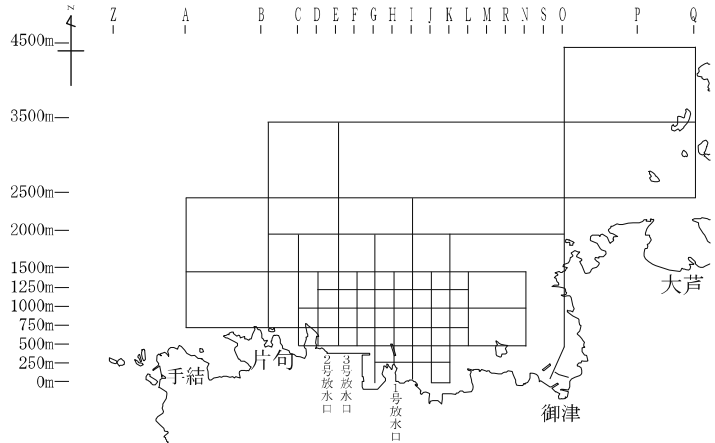 N
Z A B C D E F G H I J K L M R N S O P Q
4500m
3500m
2500m
2000m
1500m
1250m
1000m
750m
500m
250m
0m
大芦
片句
手結
2号放水口
3号放水口
1号放水口
御津